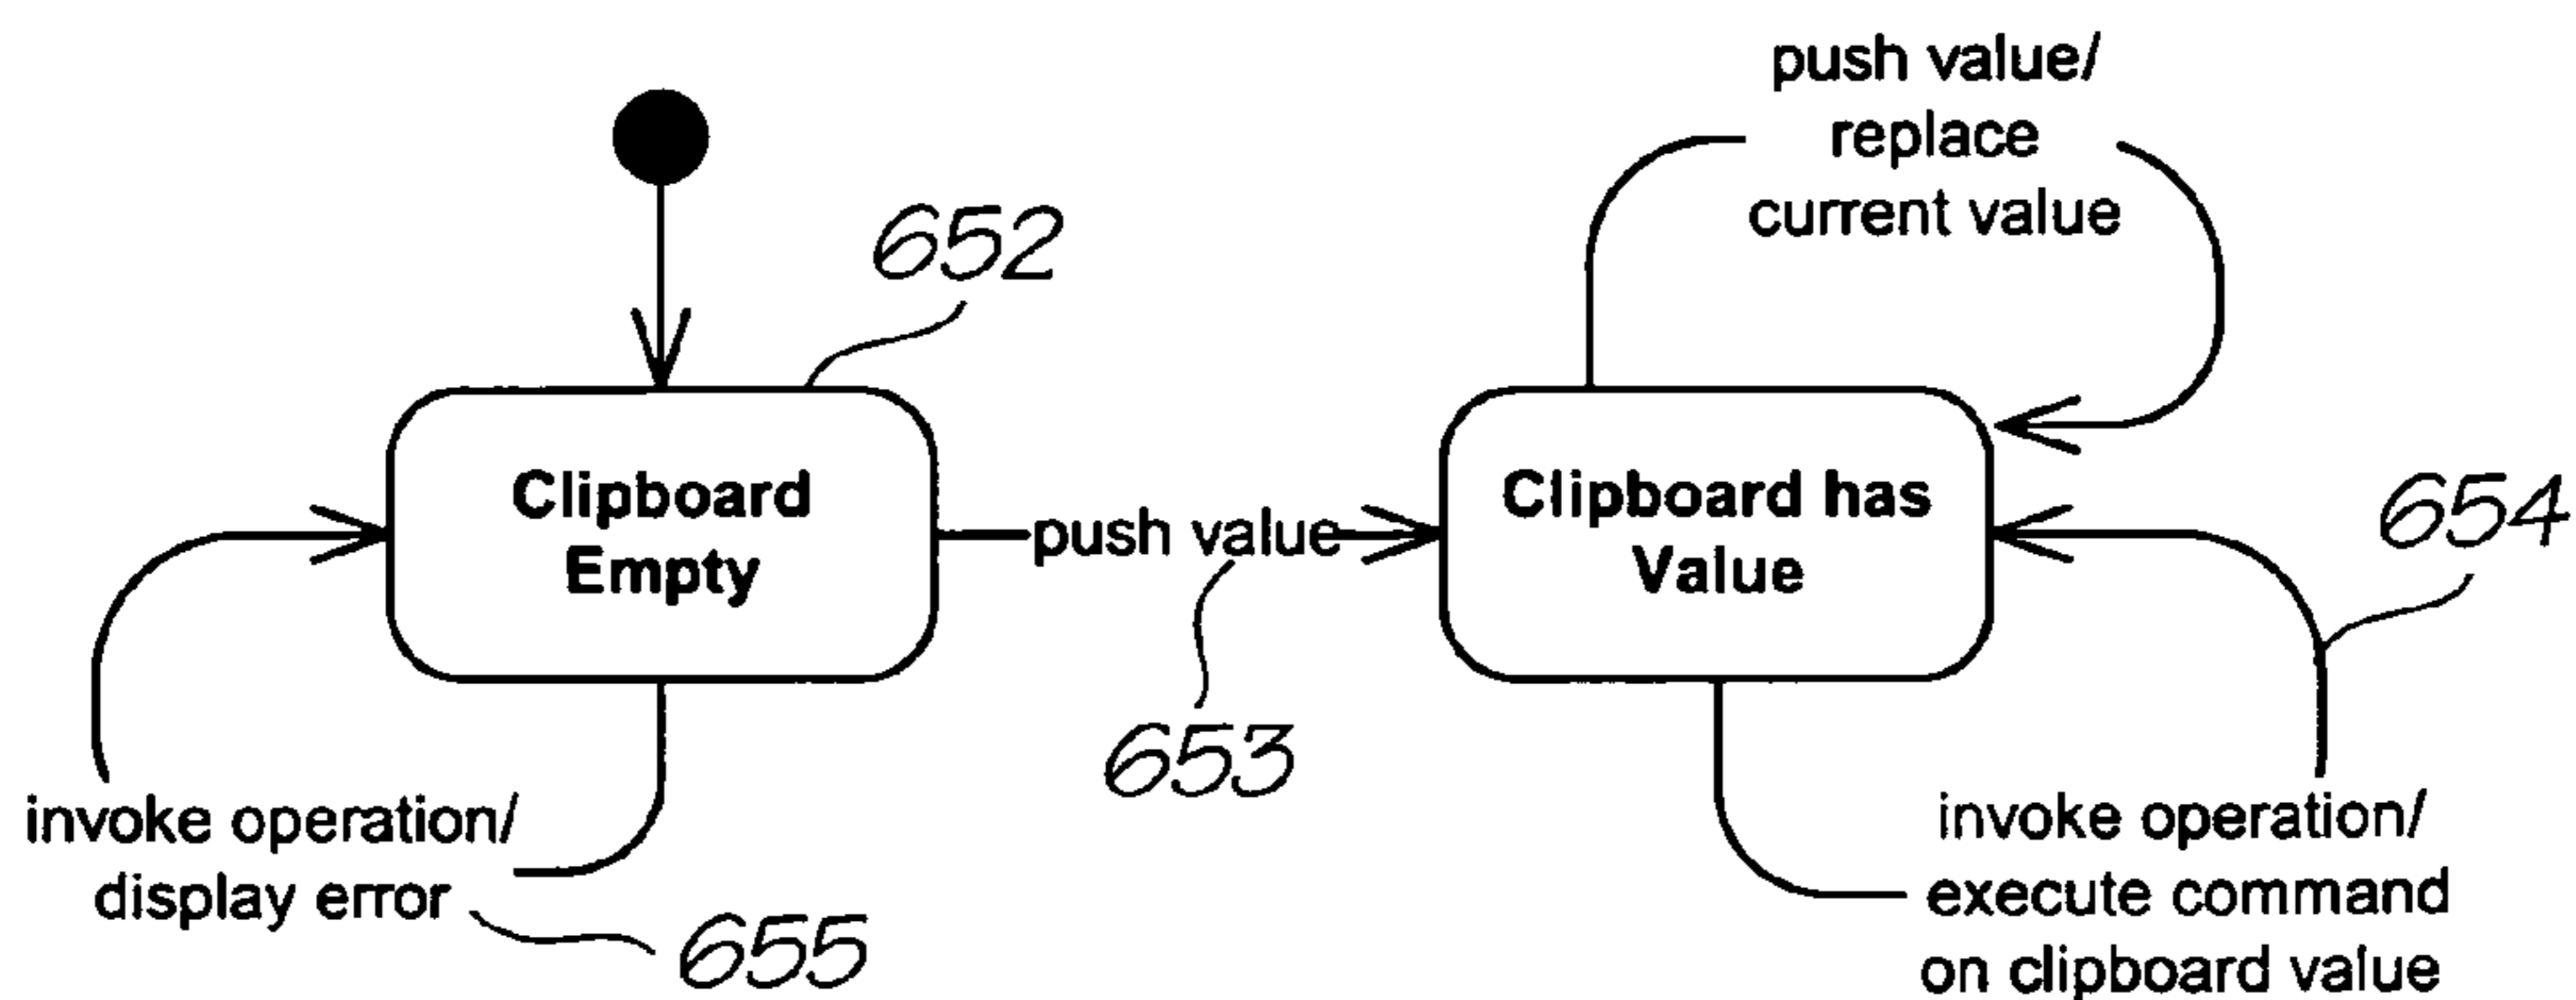 push value/
replace
current value
652
Clipboard
Empty
push value
653
Clipboard has
Value
654
invoke operation/
display error
655
invoke operation/
execute command
on clipboard value